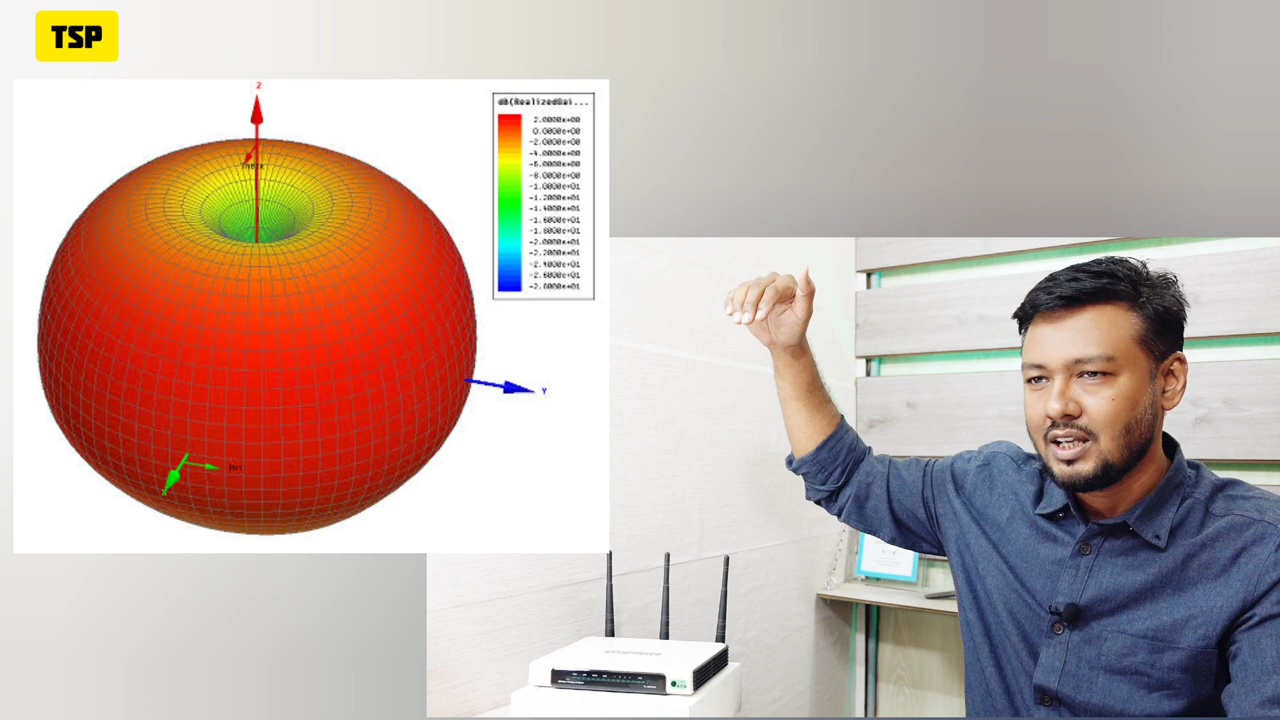 TSP
Z
Theta
dB(RealizedGai...
2.0000e+00
0.0000e+00
-2.0000e+00
-4.0000e+00
-6.0000e+00
-8.0000e+00
-1.0000e+01
-1.2000e+01
-1.4000e+01
-1.6000e+01
-1.8000e+01
-2.0000e+01
-2.2000e+01
-2.4000e+01
-2.6000e+01
-2.8000e+01
Y
Phi
X